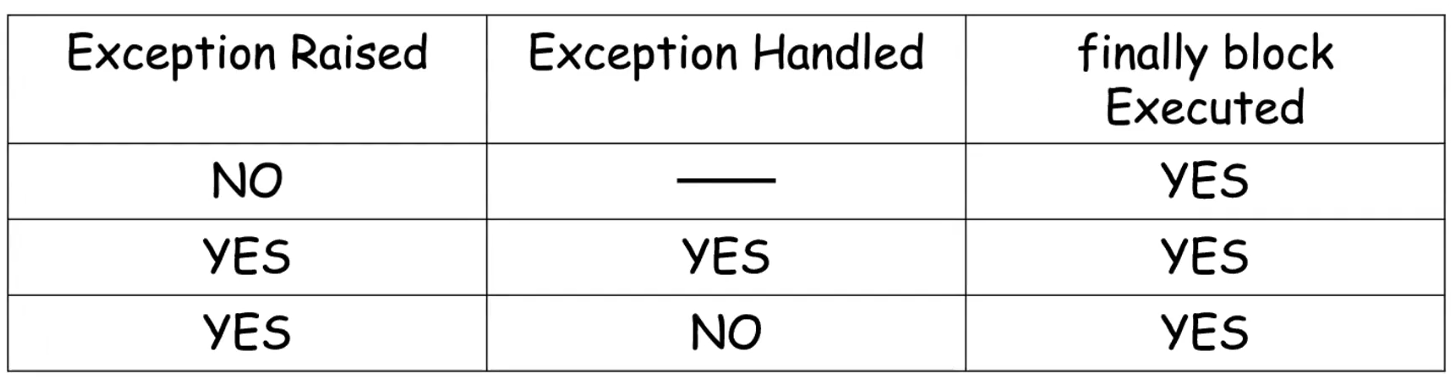 Exception Raised
Exception Handled
finally block
Executed
NO
—
YES
YES
YES
YES
YES
NO
YES